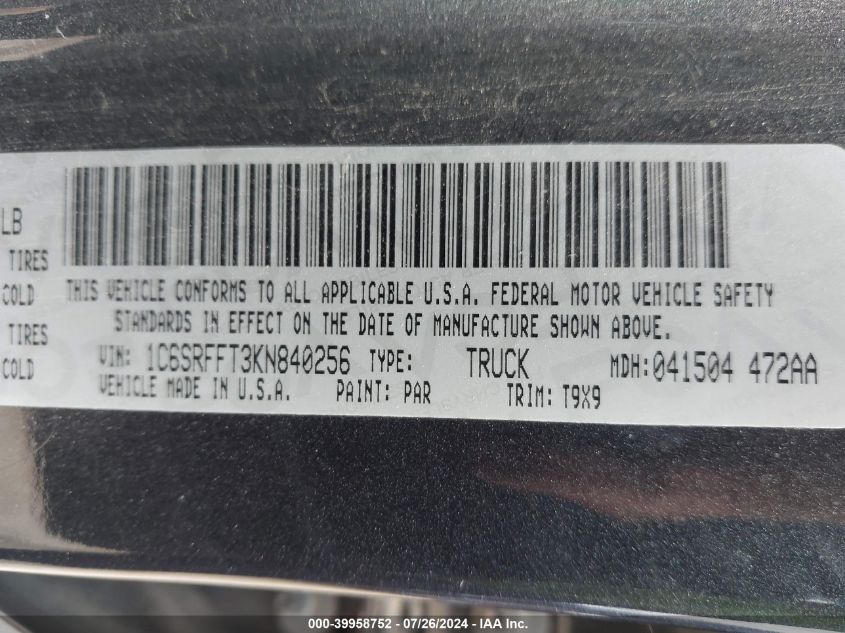 LB
TIRES
COLD
THIS VEHICLE CONFORMS TO ALL APPLICABLE U.S.A. FEDERAL MOTOR VEHICLE SAFETY
STANDARDS IN EFFECT ON THE DATE OF MANUFACTURE SHOWN ABOVE.
TIRES
VIN: 1C6SRFFT3KN840256 TYPE: TRUCK MDH:041504 472AA
COLD
VEHICLE MADE IN U.S.A. PAINT: PAR TRIM: T9X9
000-39958752 / 07/26/2024 - IAA Inc.